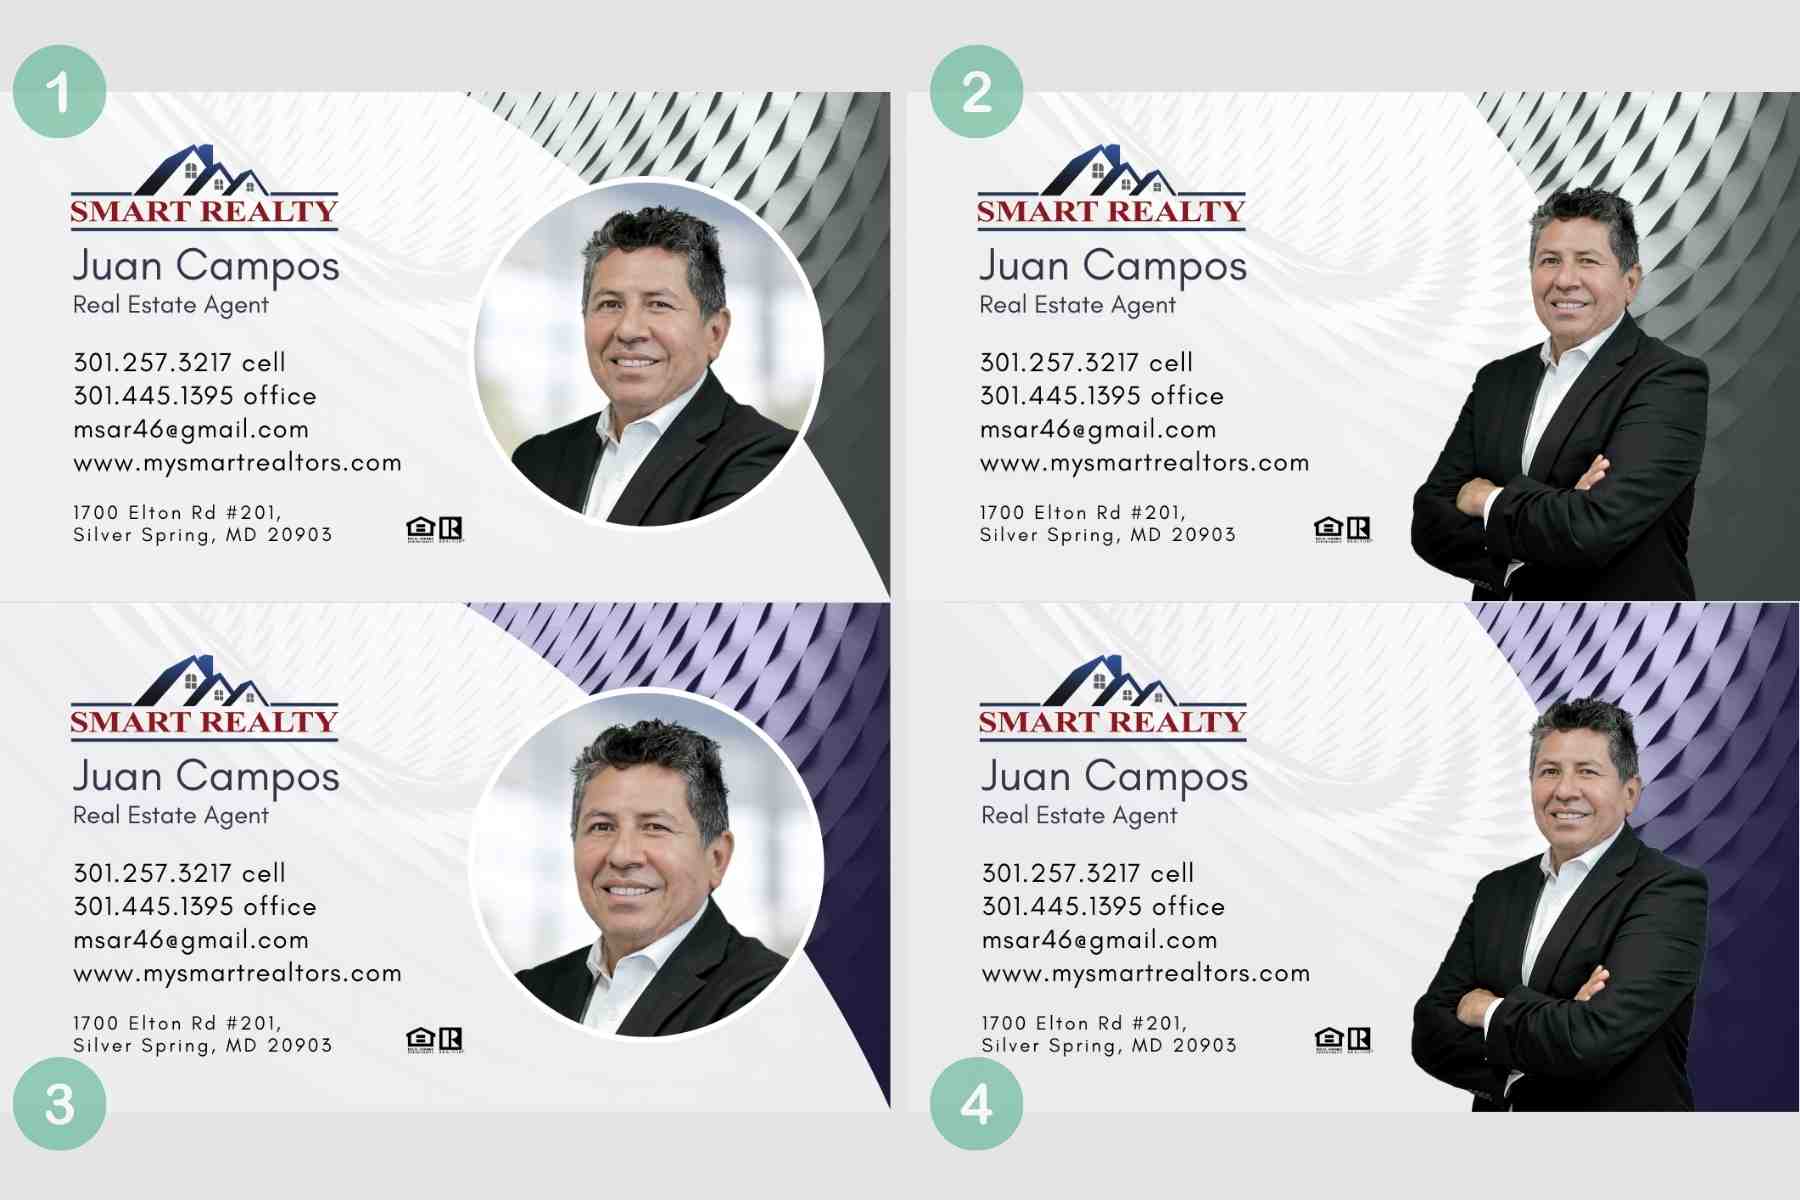 1
SMART REALTY
Juan Campos
Real Estate Agent
301.257.3217 cell
301.445.1395 office
msar46@gmail.com
www.mysmartrealtors.com
1700 Elton Rd #201,
Silver Spring, MD 20903
2
SMART REALTY
Juan Campos
Real Estate Agent
301.257.3217 cell
301.445.1395 office
msar46@gmail.com
www.mysmartrealtors.com
1700 Elton Rd #201,
Silver Spring, MD 20903
3
SMART REALTY
Juan Campos
Real Estate Agent
301.257.3217 cell
301.445.1395 office
msar46@gmail.com
www.mysmartrealtors.com
1700 Elton Rd #201,
Silver Spring, MD 20903
4
SMART REALTY
Juan Campos
Real Estate Agent
301.257.3217 cell
301.445.1395 office
msar46@gmail.com
www.mysmartrealtors.com
1700 Elton Rd #201,
Silver Spring, MD 20903